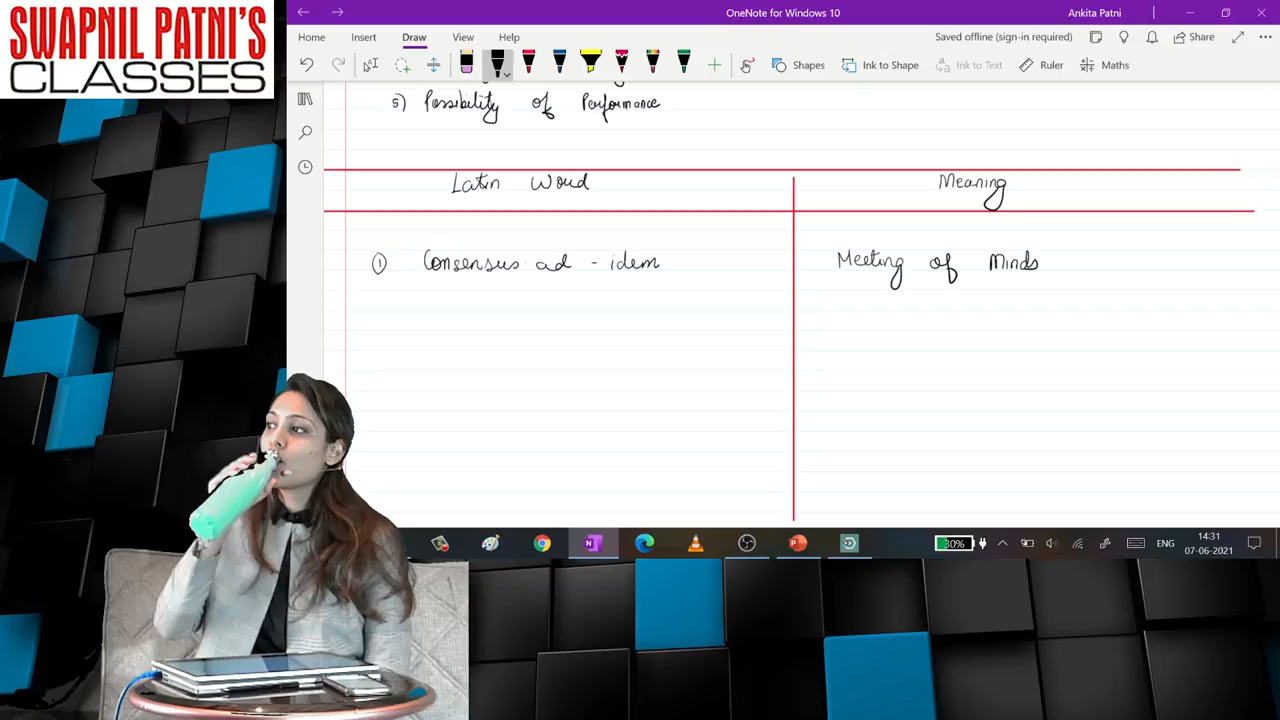 SWAPNIL PATNI'S
CLASSES
OneNote for Windows 10
Ankita Patni
Home Insert Draw View Help
Saved offline (sign-in required)
Share
Shapes
Ink to Shape
Ink to Text
Ruler
Maths
5) Possibility of Performance
Latin Word Meaning
① Consensus ad - idem Meeting of Minds
30%
ENG
14:31
07-06-2021